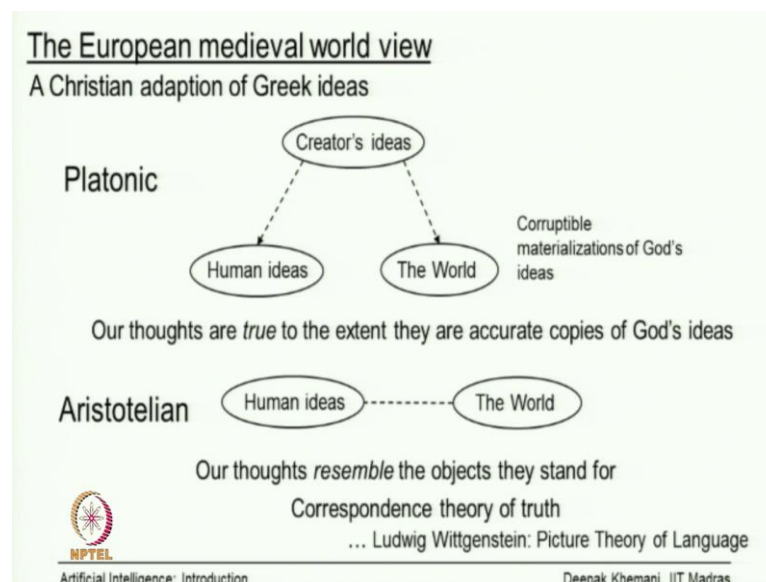 The European medieval world view
A Christian adaption of Greek ideas
Creator's ideas
Platonic
Human ideas
The World
Corruptible
materializations of God's
ideas
Our thoughts are true to the extent they are accurate copies of God's ideas
Aristotelian
Human ideas
The World
Our thoughts resemble the objects they stand for
Correspondence theory of truth
... Ludwig Wittgenstein: Picture Theory of Language
NPTEL
Artificial Intelligence: Introduction
Deepak Khemani, IIT Madras